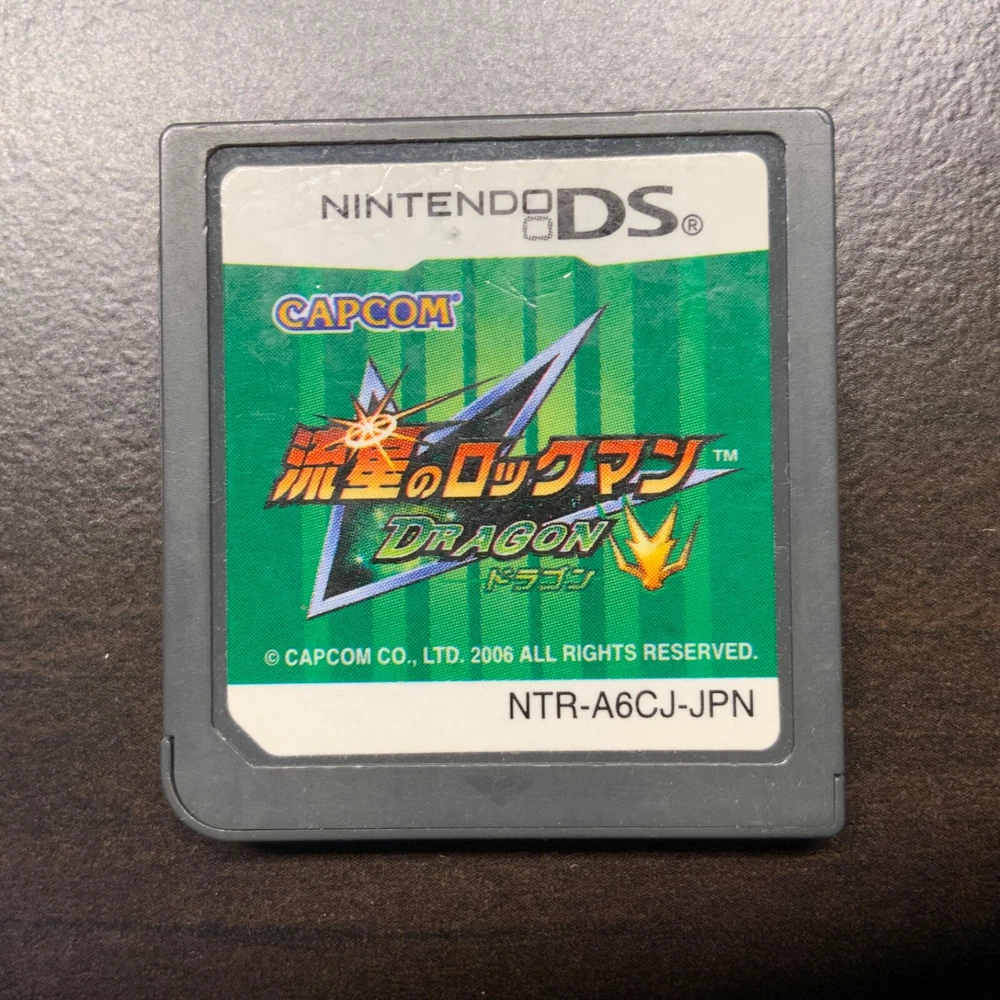 NINTENDO DS®
CAPCOM®
流星のロックマン™
DRAGON
ドラゴン
© CAPCOM CO., LTD. 2006 ALL RIGHTS RESERVED.
NTR-A6CJ-JPN